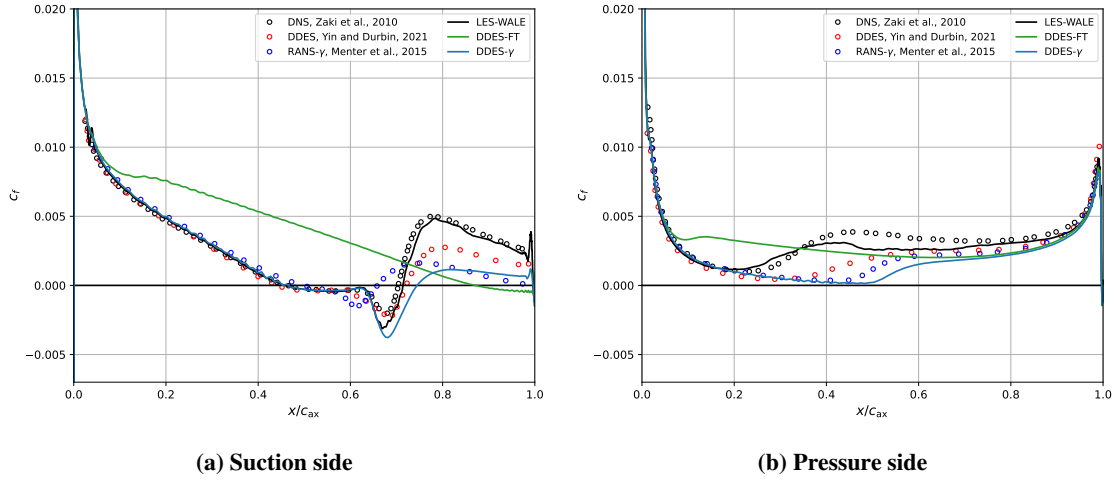 0.020
0.015
0.010
0.005
0.000
−0.005
c_f
0.0 0.2 0.4 0.6 0.8 1.0
x/c_ax
DNS, Zaki et al., 2010
DDES, Yin and Durbin, 2021
RANS-γ, Menter et al., 2015
LES-WALE
DDES-FT
DDES-γ
(a) Suction side
0.020
0.015
0.010
0.005
0.000
−0.005
c_f
0.0 0.2 0.4 0.6 0.8 1.0
x/c_ax
DNS, Zaki et al., 2010
DDES, Yin and Durbin, 2021
RANS-γ, Menter et al., 2015
LES-WALE
DDES-FT
DDES-γ
(b) Pressure side